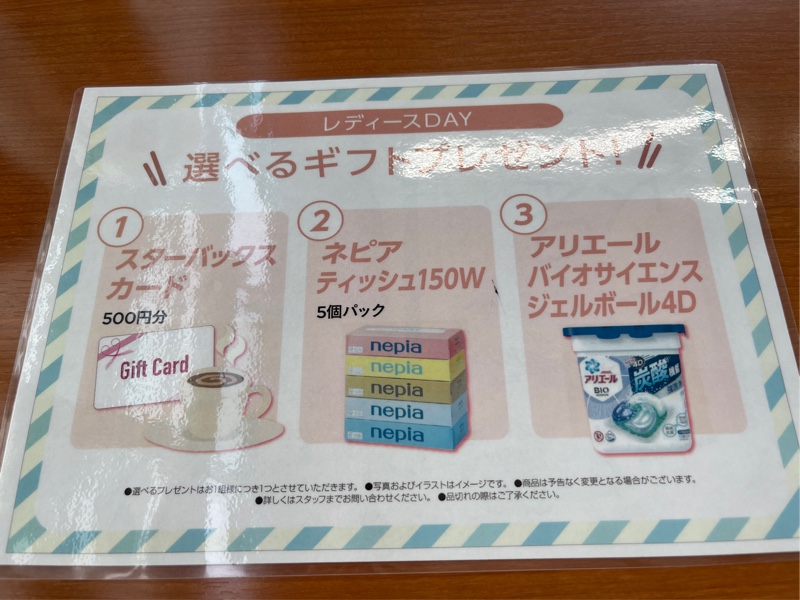 レディースDAY
選べるギフトプレゼント!
1
スターバックス
カード
500円分
Gift Card
2
ネピア
ティッシュ150W
5個パック
nepia
nepia
nepia
nepia
nepia
3
アリエール
バイオサイエンス
ジェルボール4D
アリエール
BIO
炭酸
●選べるプレゼントはお1組様につき1つとさせていただきます。 ●写真およびイラストはイメージです。 ●商品は予告なく変更となる場合がございます。
●詳しくはスタッフまでお問い合わせください。 ●品切れの際はご了承ください。